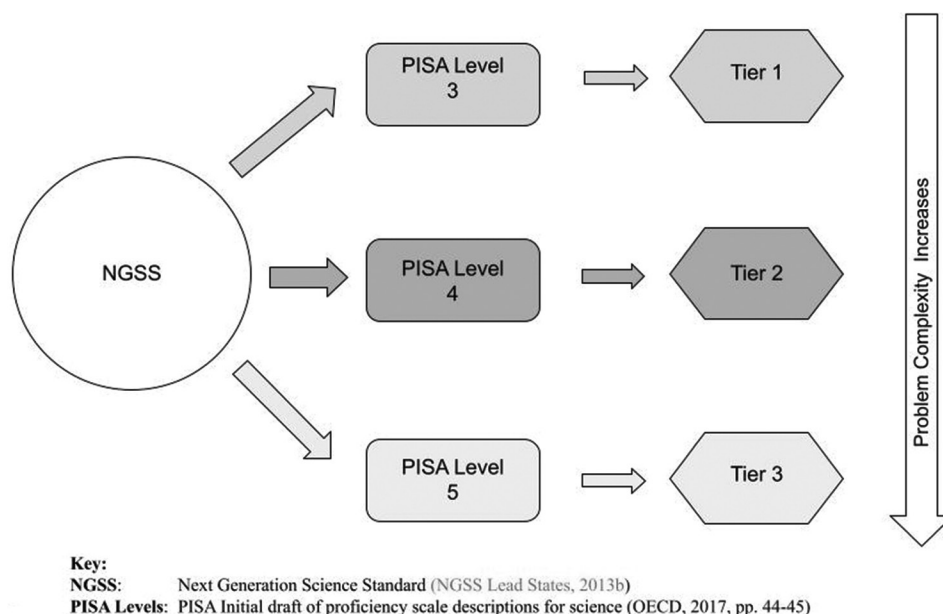 PISA Level
3
Tier 1
NGSS
PISA Level
4
Tier 2
PISA Level
5
Tier 3
Problem Complexity Increases
Key:
NGSS: Next Generation Science Standard (NGSS Lead States, 2013b)
PISA Levels: PISA Initial draft of proficiency scale descriptions for science (OECD, 2017, pp. 44-45)